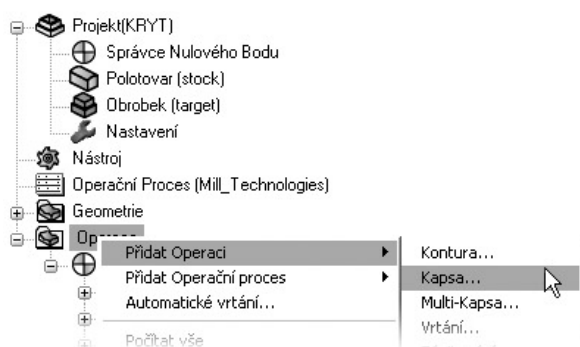 Projekt(KRYT)
Správce Nulového Bodu
Polotovar (stock)
Obrobek (target)
Nastavení
Nástroj
Operační Proces (Mill_Technologies)
Geometrie
Operace
Přidat Operaci
Kontura...
Přidat Operační proces
Kapsa...
Automatické vrtání...
Multi-Kapsa...
Vrtání...
Počítat vše